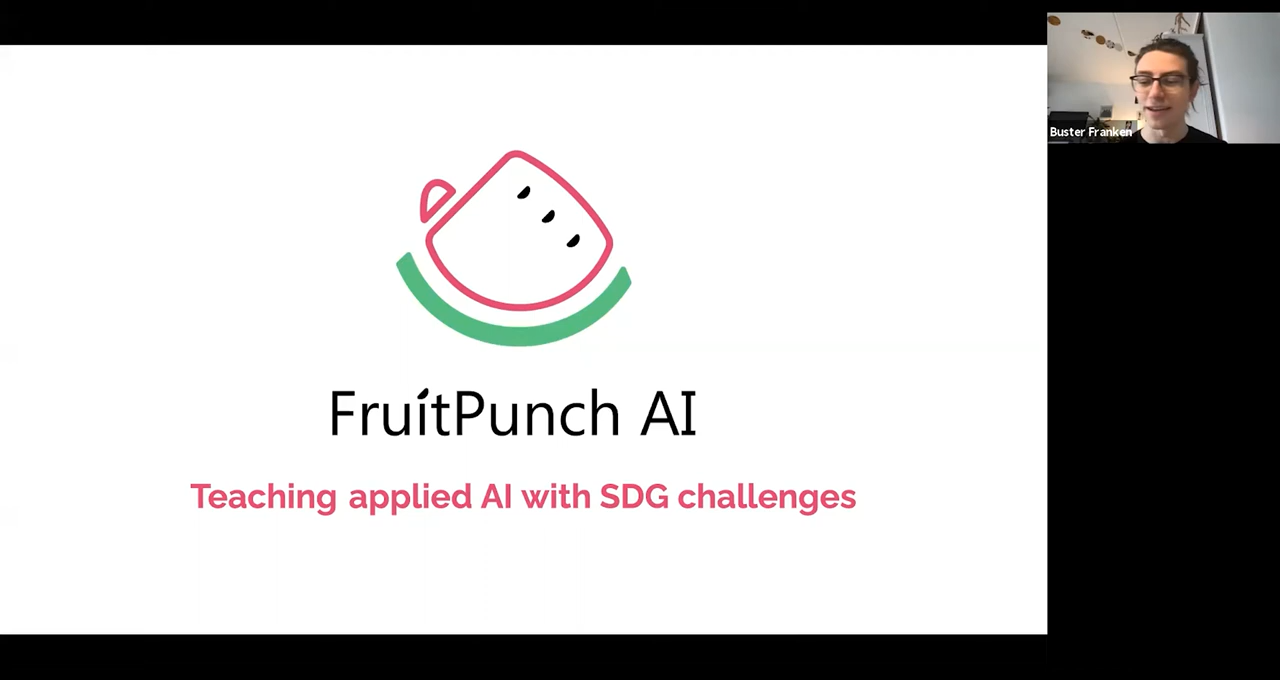 FruitPunch AI
Teaching applied AI with SDG challenges
Buster Franken